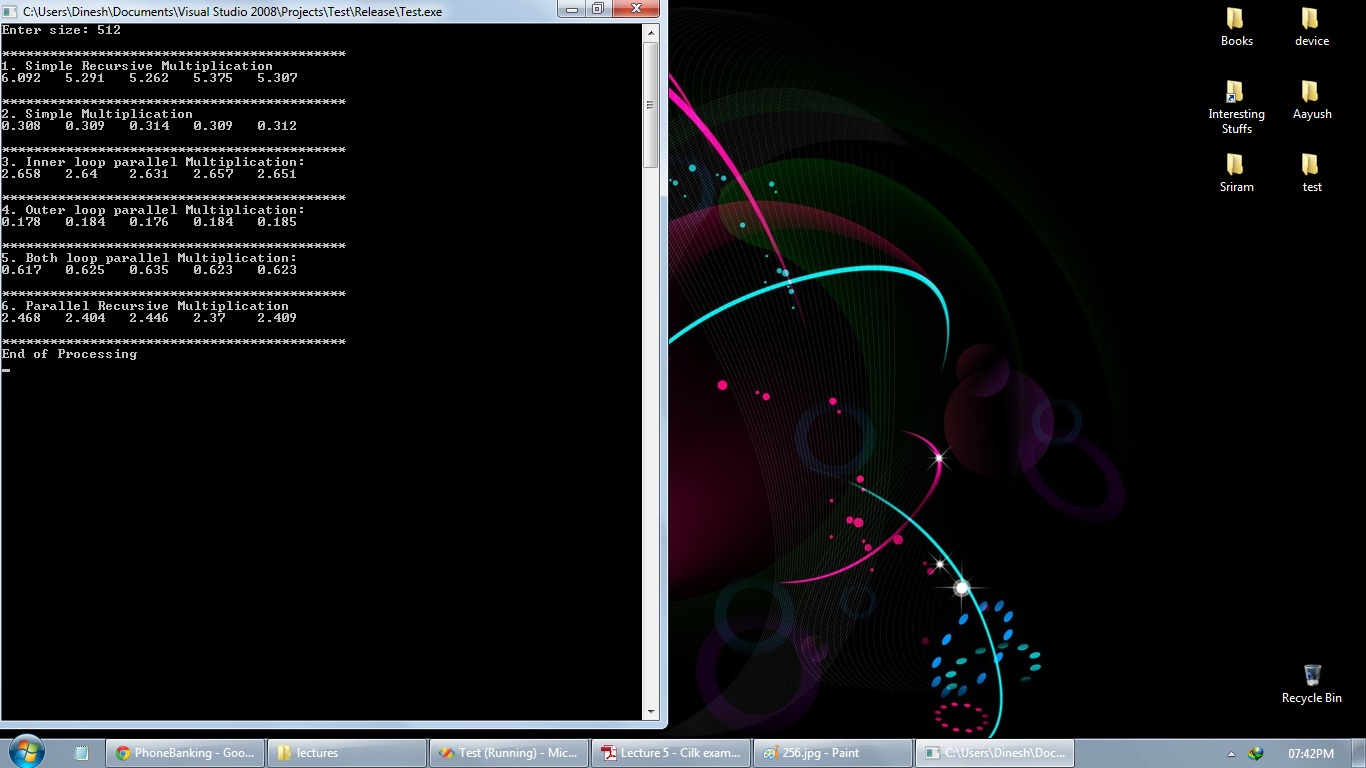 C:\Users\Dinesh\Documents\Visual Studio 2008\Projects\Test\Release\Test.exe
Enter size: 512
*******************************************
1. Simple Recursive Multiplication
6.092 5.291 5.262 5.375 5.307
*******************************************
2. Simple Multiplication
0.308 0.309 0.314 0.309 0.312
*******************************************
3. Inner loop parallel Multiplication:
2.658 2.64 2.631 2.657 2.651
*******************************************
4. Outer loop parallel Multiplication:
0.178 0.184 0.176 0.184 0.185
*******************************************
5. Both loop parallel Multiplication:
0.617 0.625 0.635 0.623 0.623
*******************************************
6. Parallel Recursive Multiplication
2.468 2.404 2.446 2.37 2.409
*******************************************
End of Processing
Books
device
Interesting
Stuffs
Aayush
Sriram
test
Recycle Bin
PhoneBanking - Goo...
lectures
Test (Running) - Mic...
Lecture 5 - Cilk exam...
256.jpg - Paint
C:\Users\Dinesh\Doc...
07:42PM